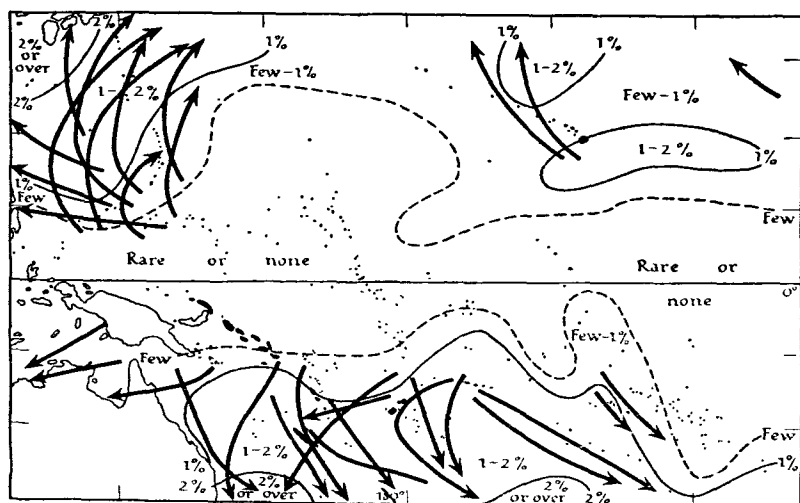 2%
2%
or
over
1%
1%
1%
1-2%
Few-1%
1-2%
Few-1%
2%
1-2%
1%
1%
Few
Few
Rare or none
Rare or
none
0°
Few-1%
Few
Few
1-2%
1%
2%
2%
or over
180°
1-2%
2%
or over
2%
1%